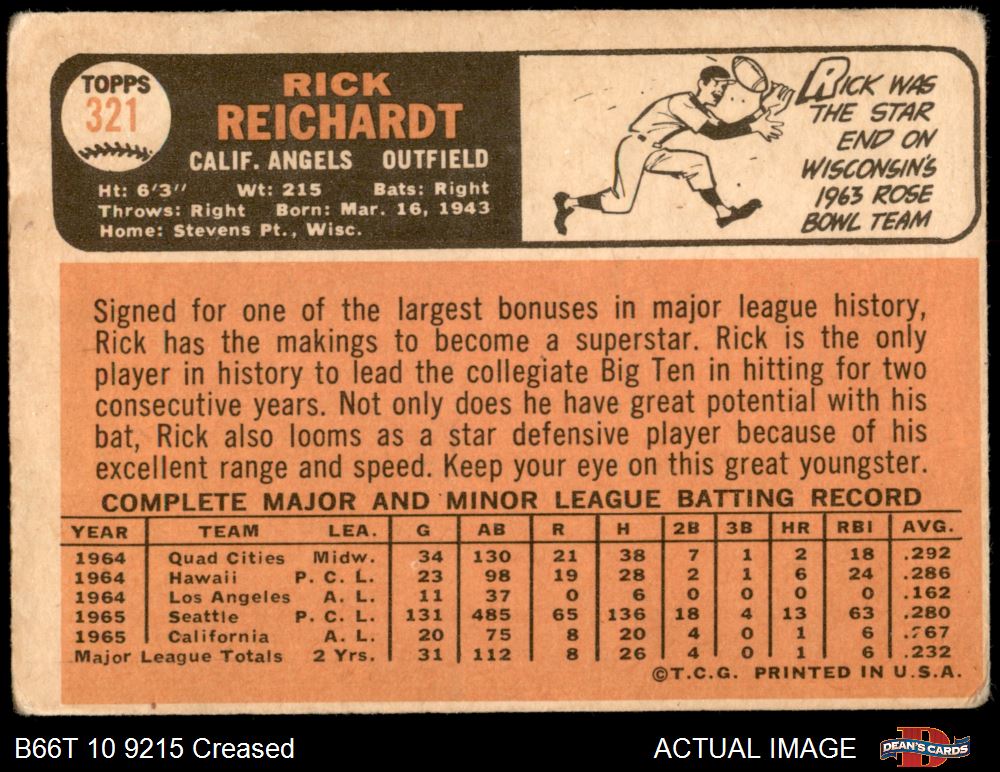 TOPPS
321
RICK
REICHARDT
CALIF. ANGELS OUTFIELD
Ht: 6'3" Wt: 215 Bats: Right
Throws: Right Born: Mar. 16, 1943
Home: Stevens Pt., Wisc.
RICK WAS
THE STAR
END ON
WISCONSIN'S
1963 ROSE
BOWL TEAM
Signed for one of the largest bonuses in major league history,
Rick has the makings to become a superstar. Rick is the only
player in history to lead the collegiate Big Ten in hitting for two
consecutive years. Not only does he have great potential with his
bat, Rick also looms as a star defensive player because of his
excellent range and speed. Keep your eye on this great youngster.
COMPLETE MAJOR AND MINOR LEAGUE BATTING RECORD
YEAR TEAM LEA. G AB R H 2B 3B HR RBI AVG.
1964 Quad Cities Midw. 34 130 21 38 7 1 2 18 .292
1964 Hawaii P. C. L. 23 98 19 28 2 1 6 24 .286
1964 Los Angeles A. L. 11 37 0 6 0 0 0 0 .162
1965 Seattle P. C. L. 131 485 65 136 18 4 13 63 .280
1965 California A. L. 20 75 8 20 4 0 1 6 .267
Major League Totals 2 Yrs. 31 112 8 26 4 0 1 6 .232
©T.C.G. PRINTED IN U.S.A.
B66T 10 9215 Creased
ACTUAL IMAGE
DEAN'S CARDS